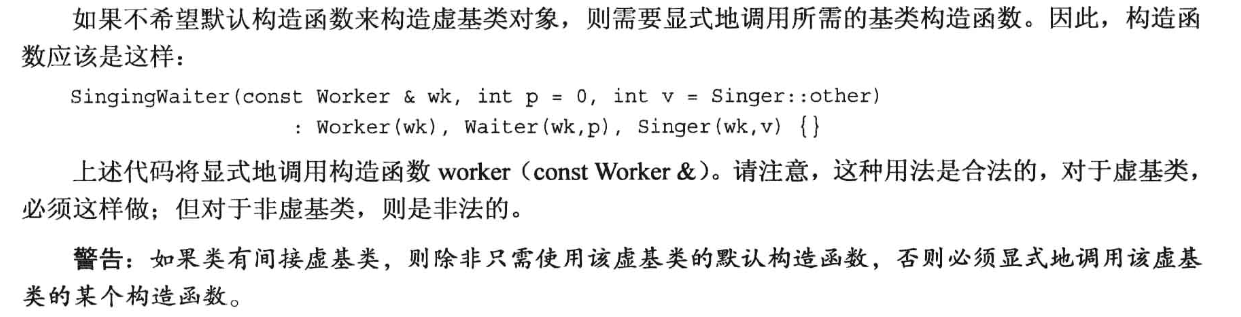 如果不希望默认构造函数来构造虚基类对象，则需要显式地调用所需的基类构造函数。因此，构造函
数应该是这样：
SingingWaiter(const Worker & wk, int p = 0, int v = Singer::other)
: Worker(wk), Waiter(wk,p), Singer(wk,v) {}
上述代码将显式地调用构造函数 worker（const Worker &）。请注意，这种用法是合法的，对于虚基类，
必须这样做；但对于非虚基类，则是非法的。
警告：如果类有间接虚基类，则除非只需使用该虚基类的默认构造函数，否则必须显式地调用该虚基
类的某个构造函数。